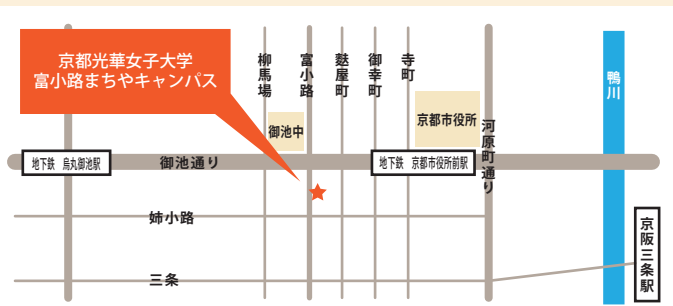 京都光華女子大学
富小路まちやキャンパス
柳馬場
富小路
麩屋町
御幸町
寺町
御池中
京都市役所
河原町通り
鴨川
地下鉄 烏丸御池駅
御池通り
地下鉄 京都市役所前駅
姉小路
三条
京阪三条駅